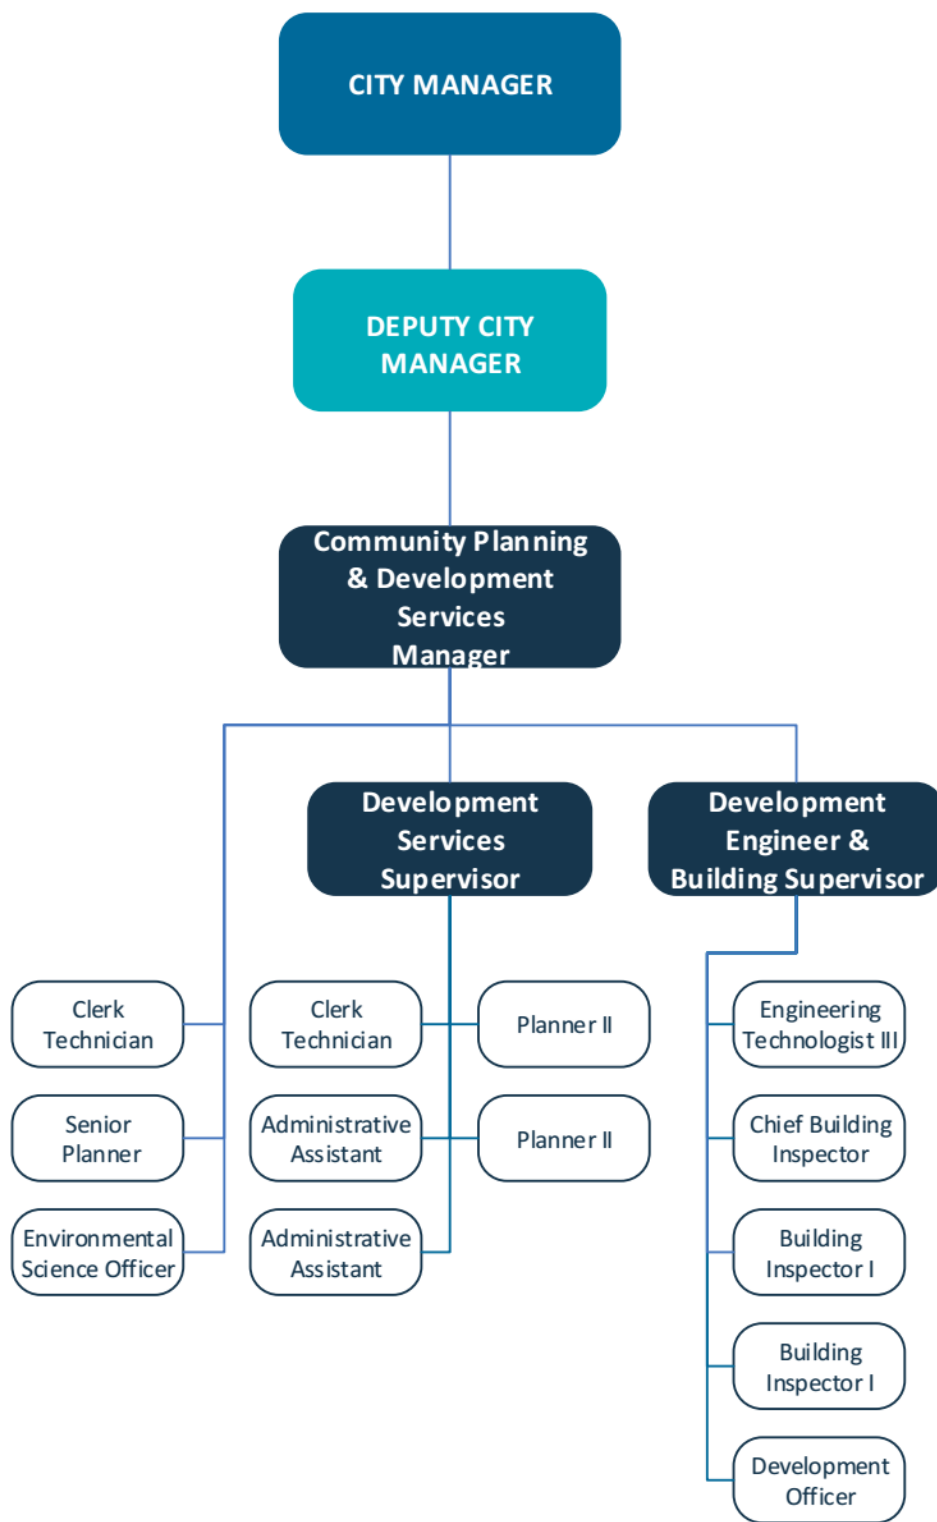 CITY MANAGER
DEPUTY CITY
MANAGER
Community Planning
& Development
Services
Manager
Development
Services
Supervisor
Development
Engineer &
Building Supervisor
Clerk
Technician
Senior
Planner
Environmental
Science Officer
Clerk
Technician
Administrative
Assistant
Administrative
Assistant
Planner II
Planner II
Engineering
Technologist III
Chief Building
Inspector
Building
Inspector I
Building
Inspector I
Development
Officer